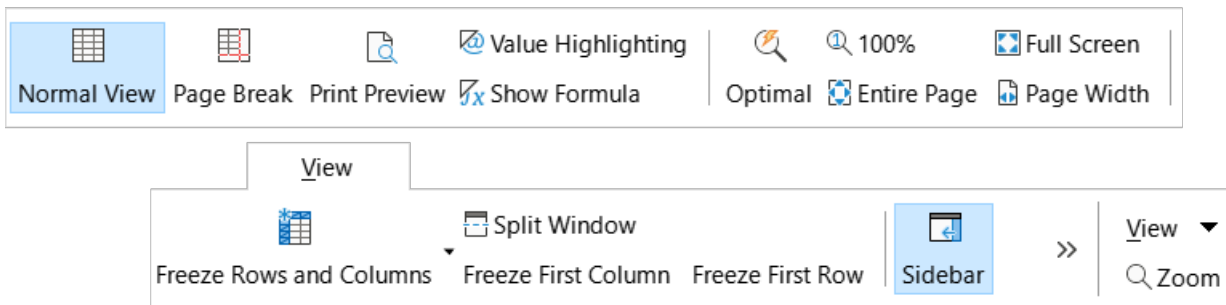 Value Highlighting 100% Full Screen
Normal View Page Break Print Preview Show Formula Optimal Entire Page Page Width
View
Split Window View
Freeze Rows and Columns Freeze First Column Freeze First Row Sidebar Zoom